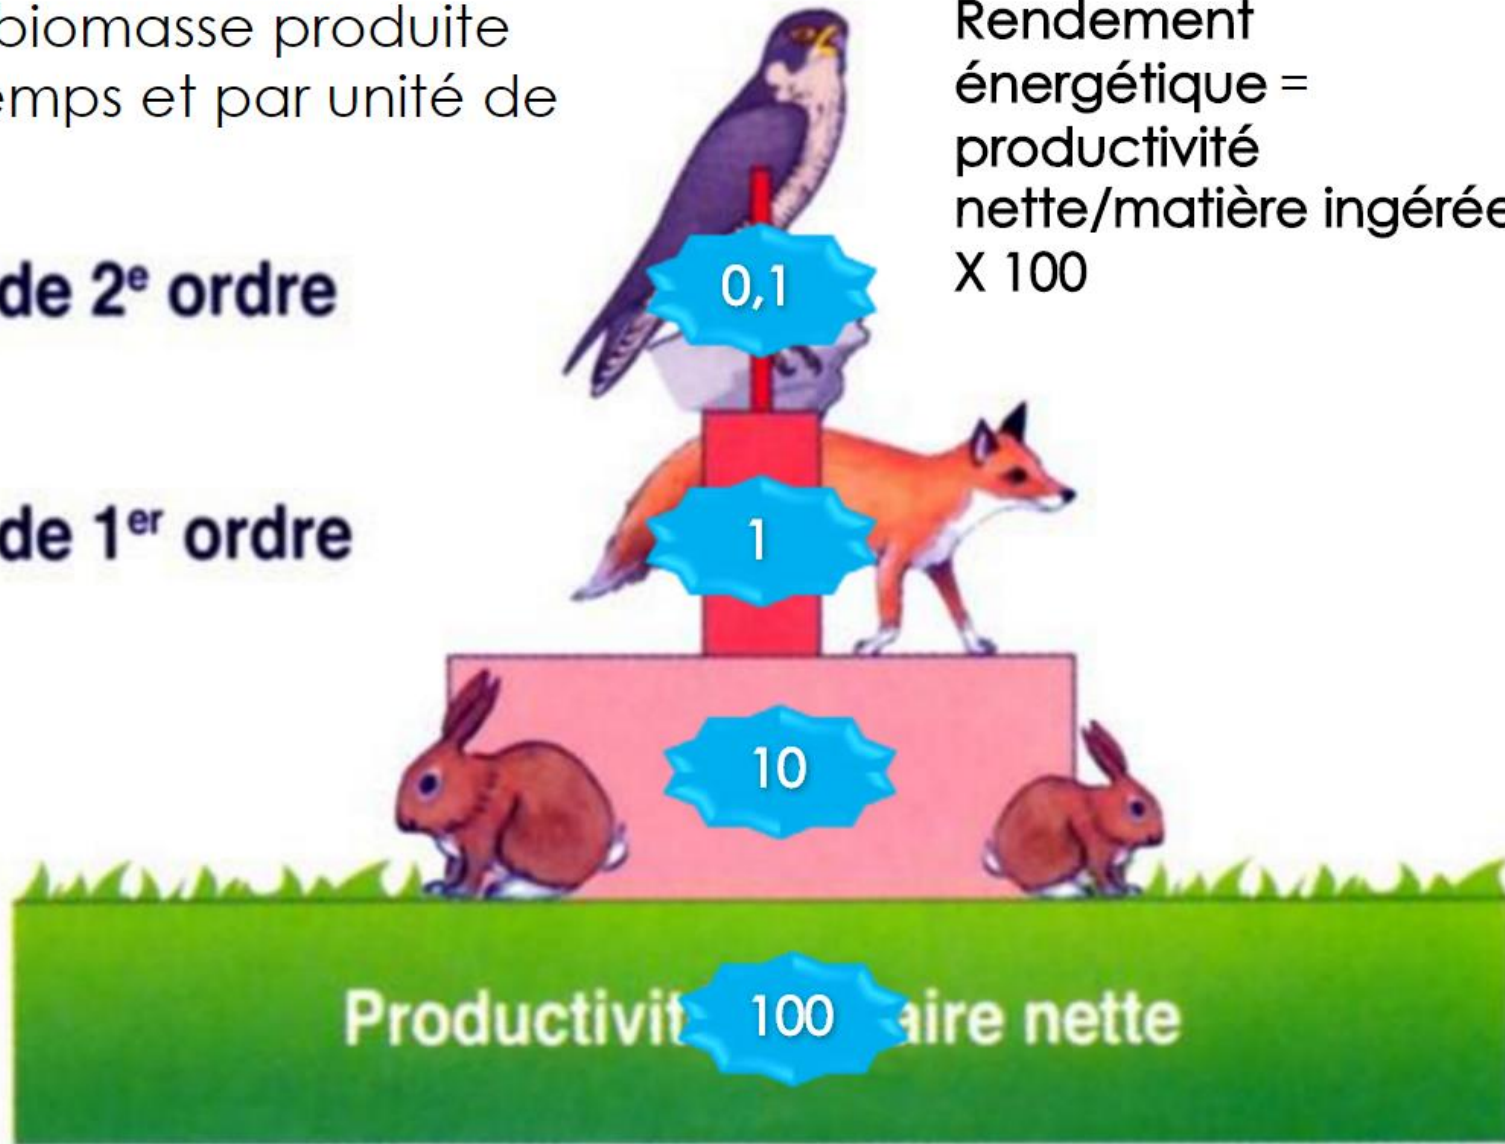 biomasse produite
emps et par unité de
Rendement
énergétique =
productivité
nette/matière ingérée
X 100
0,1
de 2e ordre
1
de 1er ordre
10
Productivit 100 aire nette